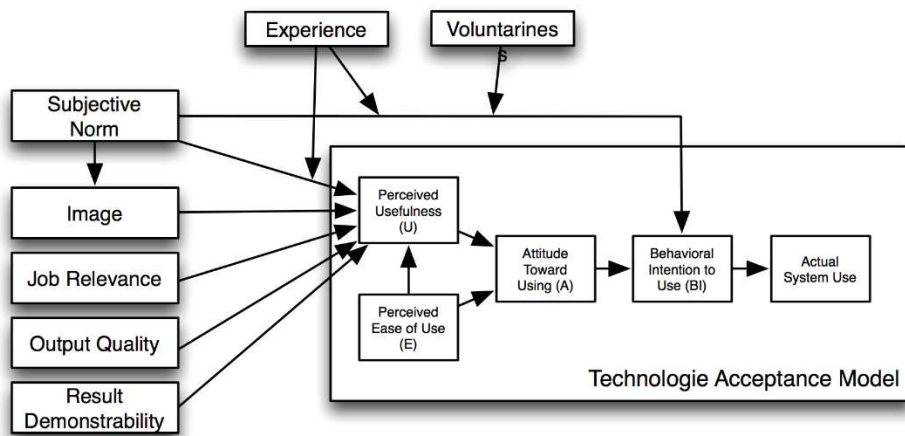 Experience
Voluntarines
s
Subjective
Norm
Image
Job Relevance
Output Quality
Result
Demonstrability
Perceived
Usefulness
(U)
Perceived
Ease of Use
(E)
Attitude
Toward
Using (A)
Behavioral
Intention to
Use (BI)
Actual
System Use
Technologie Acceptance Model